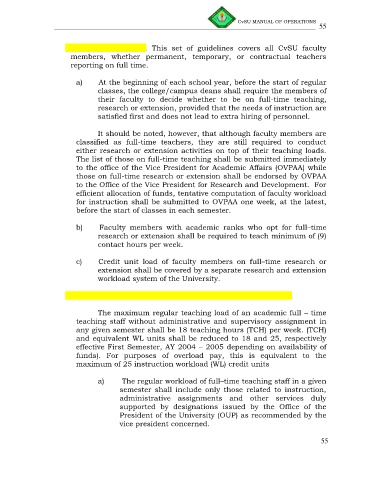 CvSU MANUAL OF OPERATIONS
55
This set of guidelines covers all CvSU faculty
members, whether permanent, temporary, or contractual teachers
reporting on full time.
a) At the beginning of each school year, before the start of regular
classes, the college/campus deans shall require the members of
their faculty to decide whether to be on full-time teaching,
research or extension, provided that the needs of instruction are
satisfied first and does not lead to extra hiring of personnel.
It should be noted, however, that although faculty members are
classified as full-time teachers, they are still required to conduct
either research or extension activities on top of their teaching loads.
The list of those on full-time teaching shall be submitted immediately
to the office of the Vice President for Academic Affairs (OVPAA) while
those on full-time research or extension shall be endorsed by OVPAA
to the Office of the Vice President for Research and Development. For
efficient allocation of funds, tentative computation of faculty workload
for instruction shall be submitted to OVPAA one week, at the latest,
before the start of classes in each semester.
b) Faculty members with academic ranks who opt for full–time
research or extension shall be required to teach minimum of (9)
contact hours per week.
c) Credit unit load of faculty members on full–time research or
extension shall be covered by a separate research and extension
workload system of the University.
The maximum regular teaching load of an academic full – time
teaching staff without administrative and supervisory assignment in
any given semester shall be 18 teaching hours (TCH) per week. (TCH)
and equivalent WL units shall be reduced to 18 and 25, respectively
effective First Semester, AY 2004 – 2005 depending on availability of
funds). For purposes of overload pay, this is equivalent to the
maximum of 25 instruction workload (WL) credit units
a) The regular workload of full–time teaching staff in a given
semester shall include only those related to instruction,
administrative assignments and other services duly
supported by designations issued by the Office of the
President of the University (OUP) as recommended by the
vice president concerned.
55